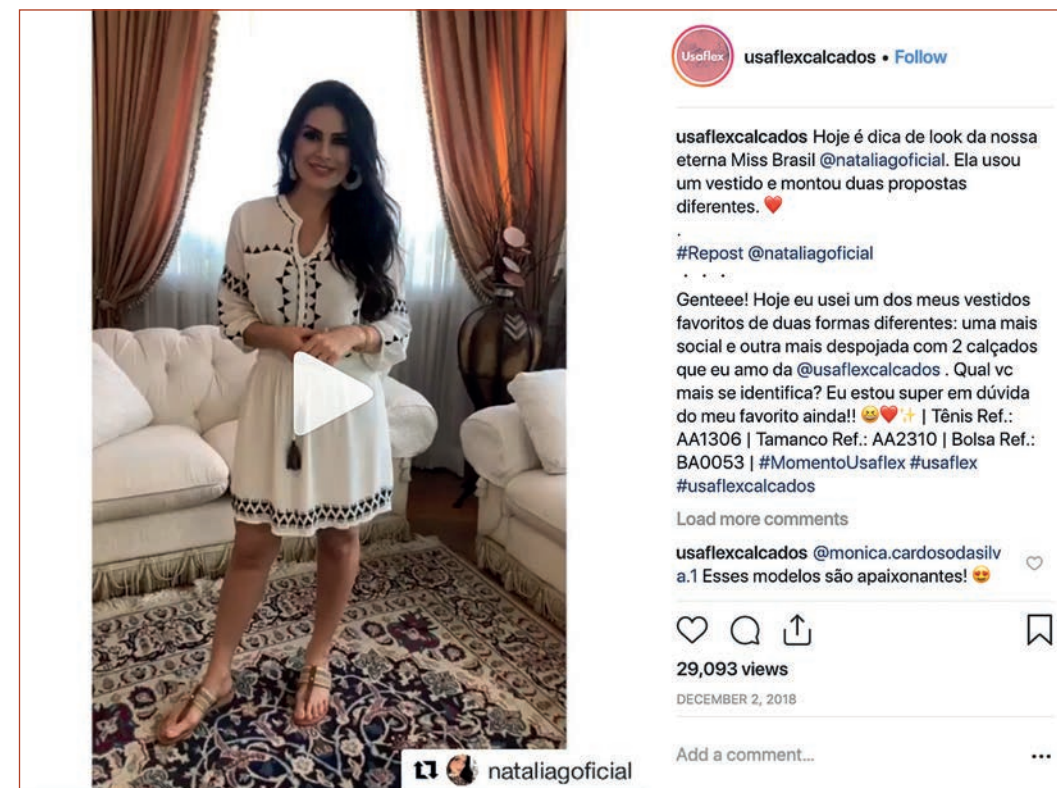 Usaflex
usaflexcalcados • Follow
usaflexcalcados Hoje é dica de look da nossa
eterna Miss Brasil @nataliagoficial. Ela usou
um vestido e montou duas propostas
diferentes. ❤️
.
#Repost @nataliagoficial
・・・
Genteee! Hoje eu usei um dos meus vestidos
favoritos de duas formas diferentes: uma mais
social e outra mais despojada com 2 calçados
que eu amo da @usaflexcalcados . Qual vc
mais se identifica? Eu estou super em dúvida
do meu favorito ainda!! 😆❤️✨ | Tênis Ref.:
AA1306 | Tamanco Ref.: AA2310 | Bolsa Ref.:
BA0053 | #MomentoUsaflex #usaflex
#usaflexcalcados
Load more comments
usaflexcalcados @monica.cardosodasilv
a.1 Esses modelos são apaixonantes! 😍
29,093 views
DECEMBER 2, 2018
Add a comment...
nataliagoficial